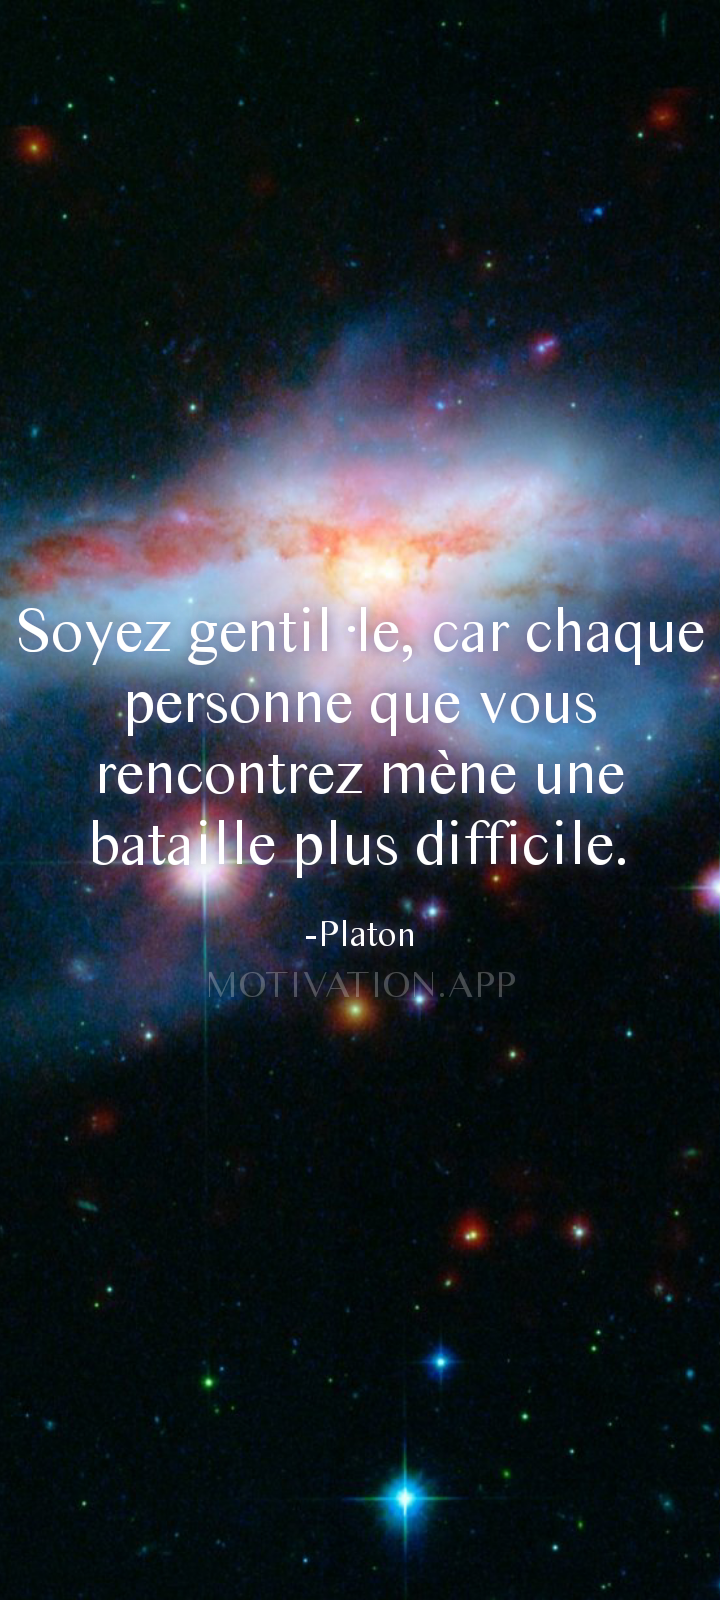 Soyez gentil·le, car chaque
personne que vous
rencontrez mène une
bataille plus difficile.
-Platon
MOTIVATION.APP